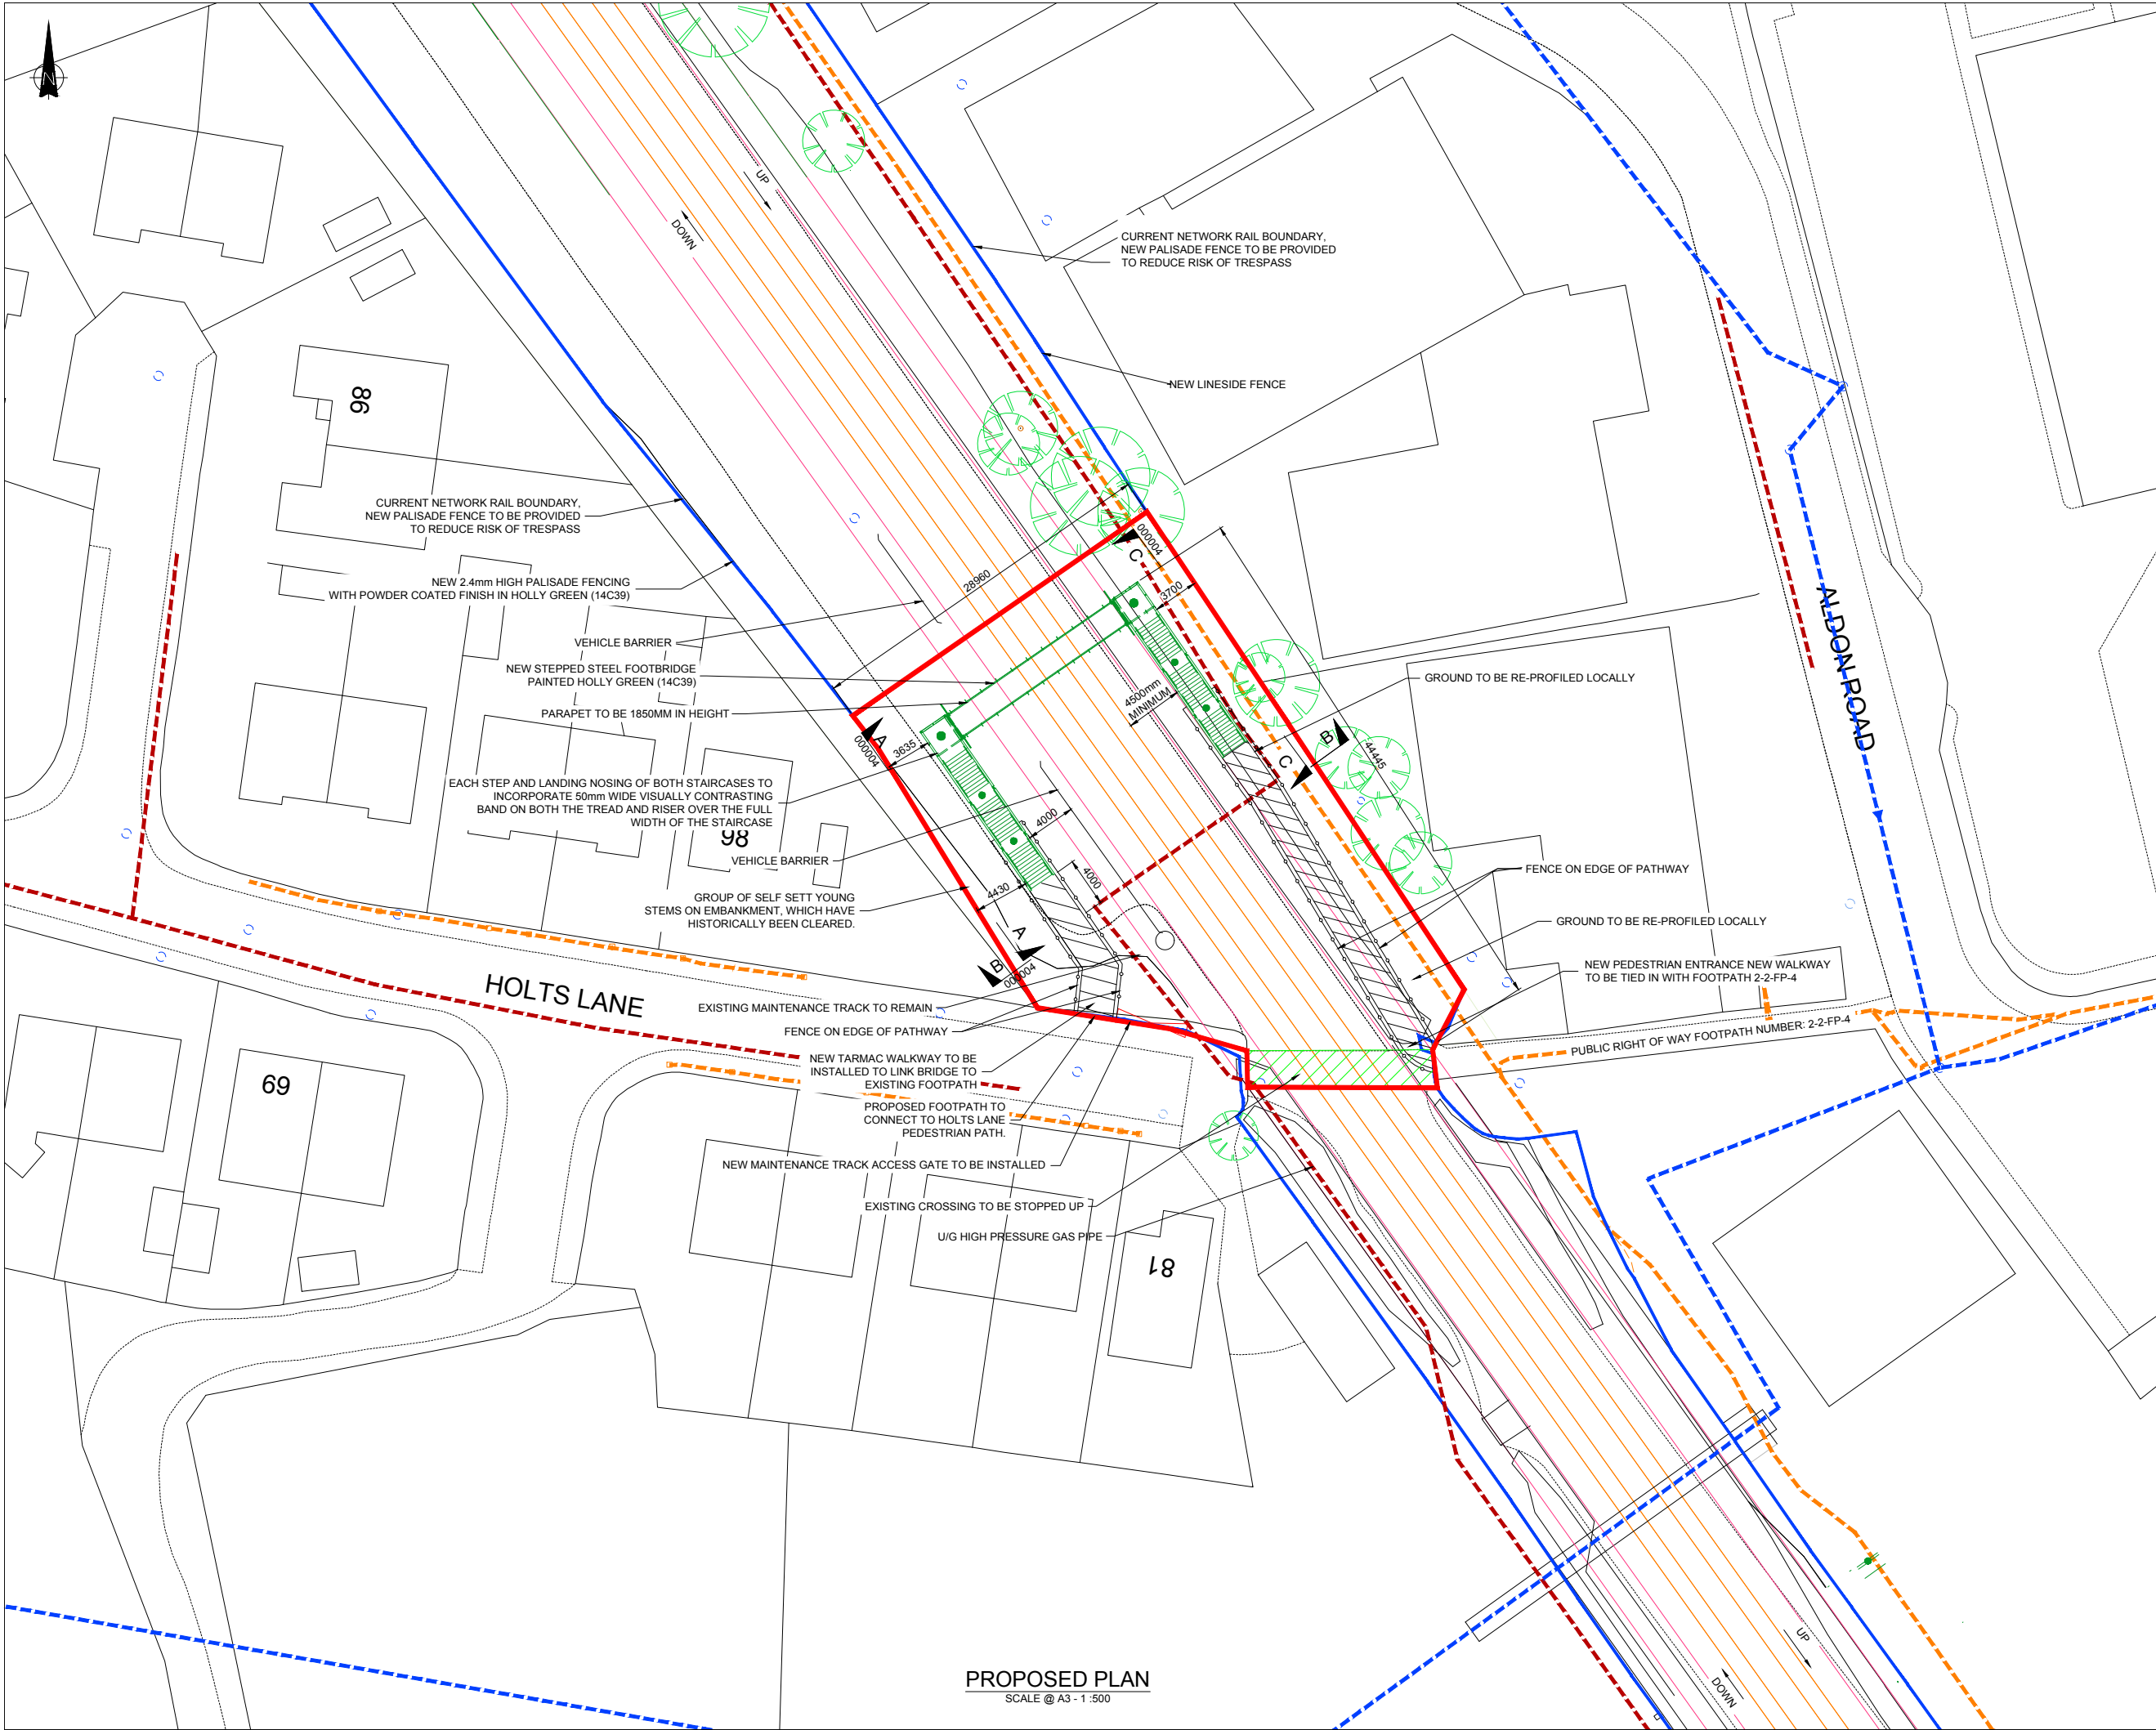 N
UP
DOWN
CURRENT NETWORK RAIL BOUNDARY,
NEW PALISADE FENCE TO BE PROVIDED
TO REDUCE RISK OF TRESPASS
NEW LINESIDE FENCE
86
CURRENT NETWORK RAIL BOUNDARY,
NEW PALISADE FENCE TO BE PROVIDED
TO REDUCE RISK OF TRESPASS
NEW 2.4mm HIGH PALISADE FENCING
WITH POWDER COATED FINISH IN HOLLY GREEN (14C39)
VEHICLE BARRIER
NEW STEPPED STEEL FOOTBRIDGE
PAINTED HOLLY GREEN (14C39)
PARAPET TO BE 1850MM IN HEIGHT
EACH STEP AND LANDING NOSING OF BOTH STAIRCASES TO
INCORPORATE 50mm WIDE VISUALLY CONTRASTING
BAND ON BOTH THE TREAD AND RISER OVER THE FULL
WIDTH OF THE STAIRCASE
98
VEHICLE BARRIER
GROUP OF SELF SETT YOUNG
STEMS ON EMBANKMENT, WHICH HAVE
HISTORICALLY BEEN CLEARED.
28960
C
000004
3700
4500mm
MINIMUM
GROUND TO BE RE-PROFILED LOCALLY
ALDON ROAD
A
000004
3635
B
C
44445
4000
4000
4430
A
B
000004
FENCE ON EDGE OF PATHWAY
GROUND TO BE RE-PROFILED LOCALLY
NEW PEDESTRIAN ENTRANCE NEW WALKWAY
TO BE TIED IN WITH FOOTPATH 2-2-FP-4
PUBLIC RIGHT OF WAY FOOTPATH NUMBER: 2-2-FP-4
HOLTS LANE
EXISTING MAINTENANCE TRACK TO REMAIN
FENCE ON EDGE OF PATHWAY
NEW TARMAC WALKWAY TO BE
INSTALLED TO LINK BRIDGE TO
EXISTING FOOTPATH
PROPOSED FOOTPATH TO
CONNECT TO HOLTS LANE
PEDESTRIAN PATH.
NEW MAINTENANCE TRACK ACCESS GATE TO BE INSTALLED
EXISTING CROSSING TO BE STOPPED UP
U/G HIGH PRESSURE GAS PIPE
69
81
UP
DOWN
PROPOSED PLAN
SCALE @ A3 - 1 :500